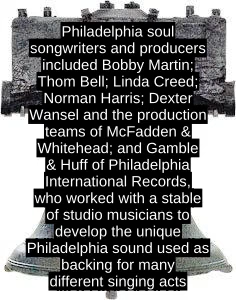 Philadelphia soul
songwriters and producers
included Bobby Martin;
Thom Bell; Linda Creed;
Norman Harris; Dexter
Wansel and the production
teams of McFadden &
Whitehead; and Gamble
& Huff of Philadelphia
International Records,
who worked with a stable
of studio musicians to
develop the unique
Philadelphia sound used as
backing for many
different singing acts